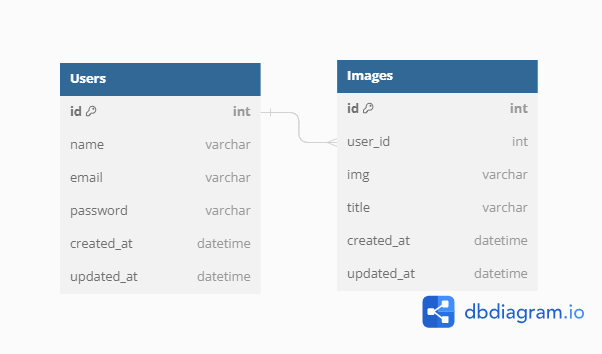 Users
id int
name varchar
email varchar
password varchar
created_at datetime
updated_at datetime
Images
id int
user_id int
img varchar
title varchar
created_at datetime
updated_at datetime
dbdiagram.io